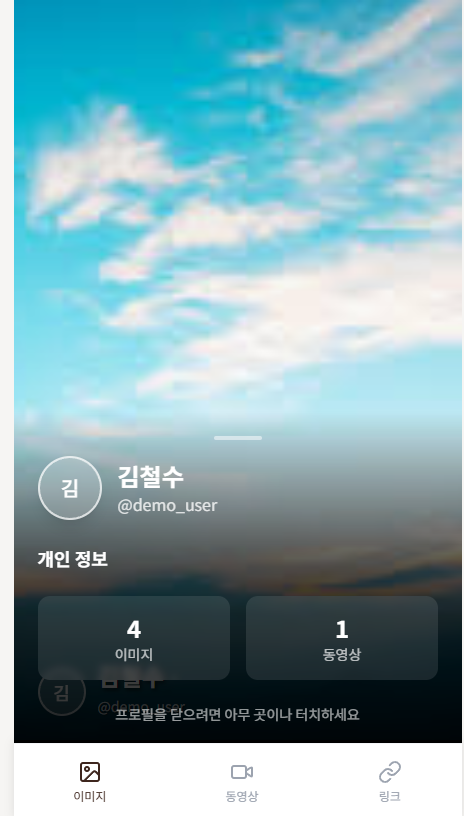 김
김철수
@demo_user
개인 정보
4
이미지
1
동영상
김
김철수
@demo_user
프로필을 닫으려면 아무 곳이나 터치하세요
이미지
동영상
링크